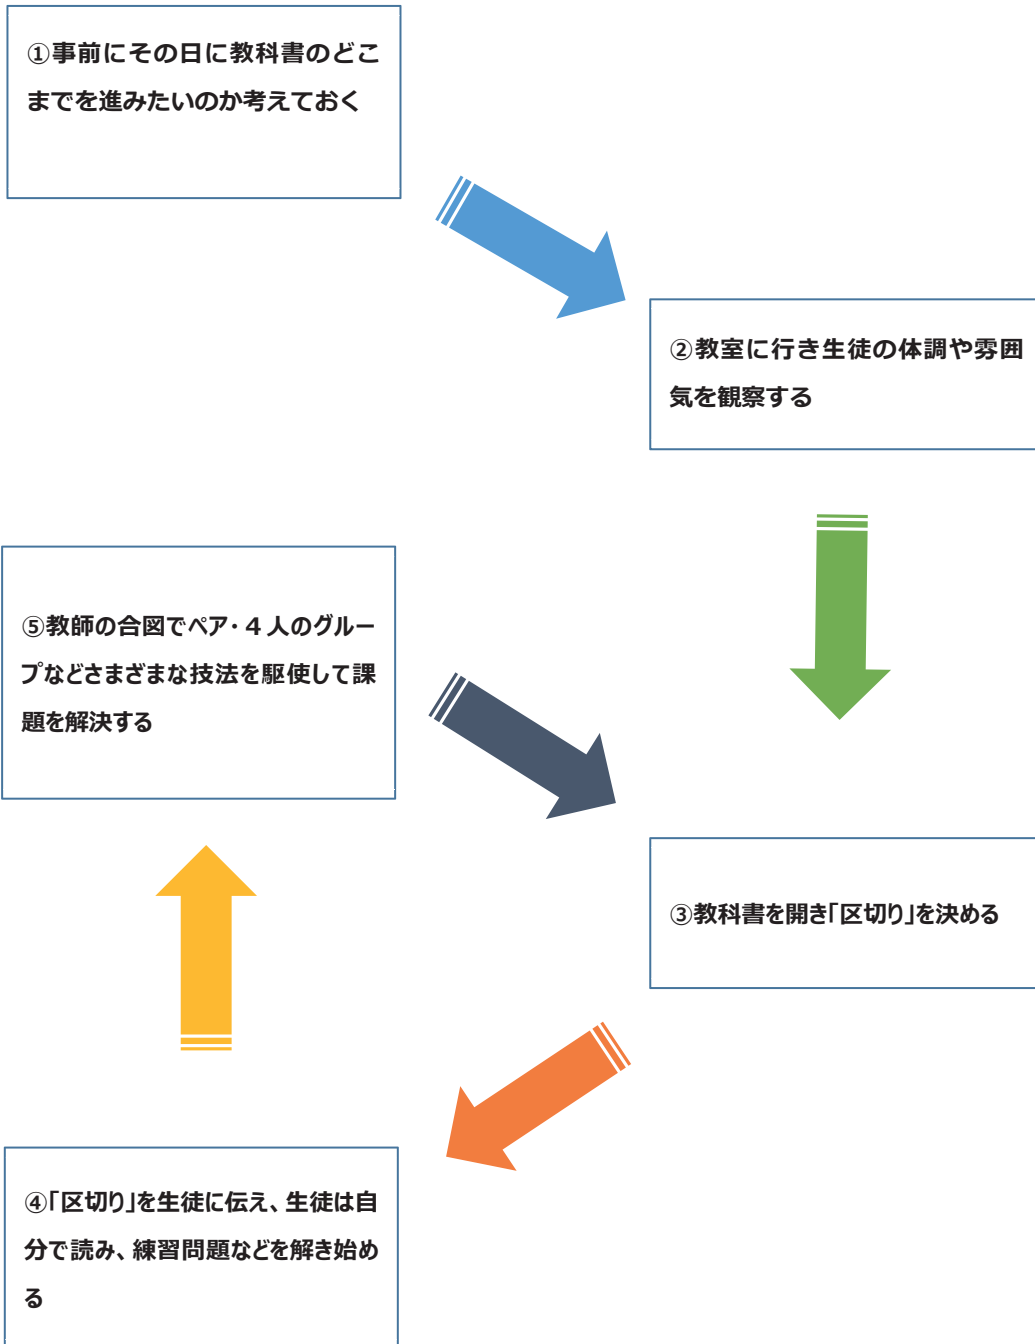 ①事前にその日に教科書のどこ
までを進みたいのか考えておく
②教室に行き生徒の体調や雰囲
気を観察する
⑤教師の合図でペア・４人のグルー
プなどさまざまな技法を駆使して課
題を解決する
③教科書を開き「区切り」を決める
④「区切り」を生徒に伝え、生徒は自
分で読み、練習問題などを解き始め
る